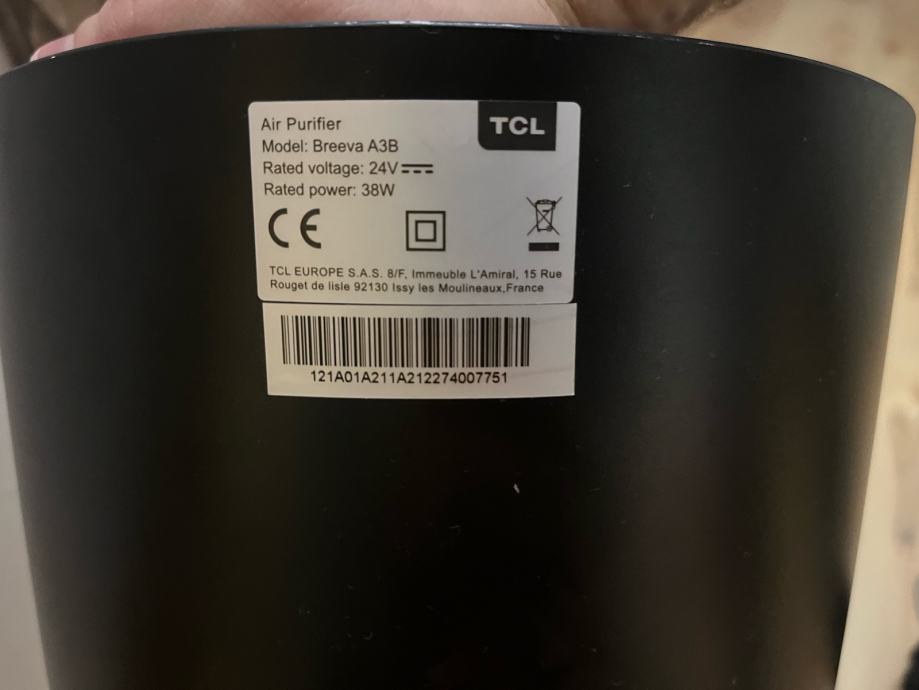 TCL
Air Purifier
Model: Breeva A3B
Rated voltage: 24V⎓
Rated power: 38W
CE
TCL EUROPE S.A.S. 8/F, Immeuble L'Amiral, 15 Rue
Rouget de lisle 92130 Issy les Moulineaux,France
121A01A211A212274007751